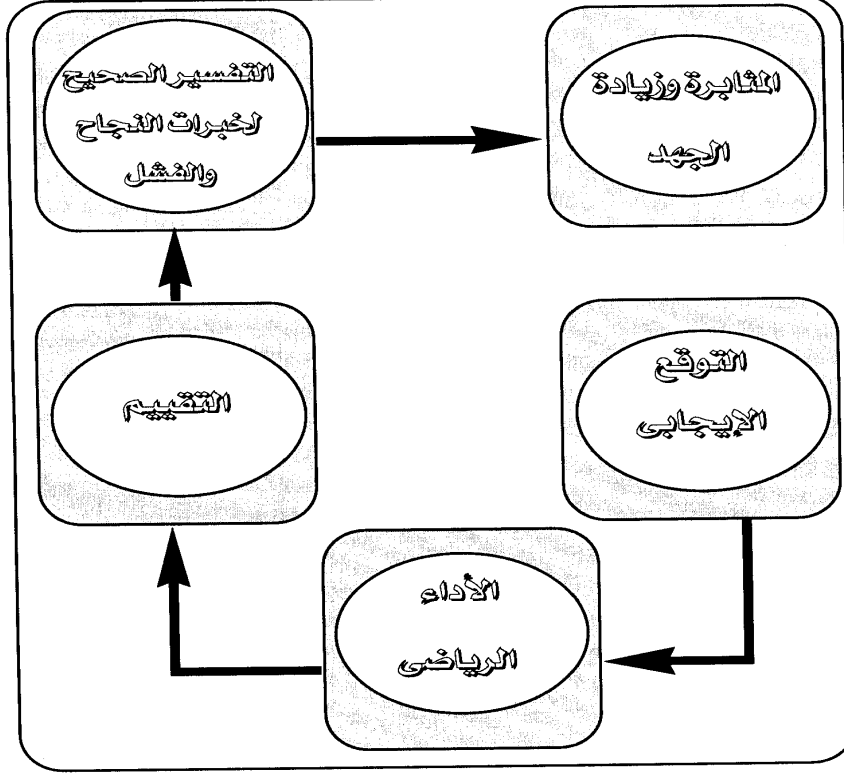 المثابرة وزيادة
الجهد
التفسير الصحيح
لخبرات النجاح
والفشل
التوقع
الإيجابى
التقييم
الأداء
الرياضى